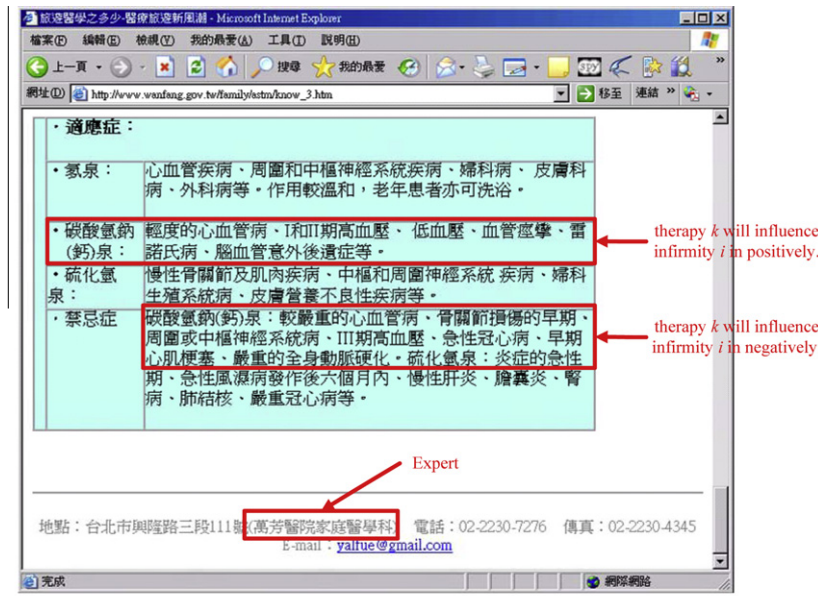 旅遊醫學之多少-醫療旅遊新風潮 - Microsoft Internet Explorer
檔案(F) 編輯(E) 檢視(V) 我的最愛(A) 工具(T) 說明(H)
上一頁 搜尋 我的最愛 SPY »
網址(D) http://www.wanfang.gov.tw/family/astm/know_3.htm 移至 連結 »
・適應症：
・氡泉： 心血管疾病、周圍和中樞神經系統疾病、婦科病、 皮膚科
病、外科病等。作用較溫和，老年患者亦可洗浴。
・碳酸氫鈉 輕度的心血管病、I和II期高血壓、 低血壓、血管痙攣、雷
(鈣)泉： 諾氏病、腦血管意外後遺症等。
therapy k will influence
infirmity i in positively.
・硫化氫 慢性骨關節及肌肉疾病、中樞和周圍神經系統 疾病、婦科
泉： 生殖系統病、皮膚營養不良性疾病等。
・禁忌症 碳酸氫鈉(鈣)泉：較嚴重的心血管病、骨關節損傷的早期、
周圍或中樞神經系統病、III期高血壓、急性冠心病、早期
心肌梗塞、嚴重的全身動脈硬化。硫化氫泉：炎症的急性
期、急性風濕病發作後六個月內、慢性肝炎、膽囊炎、腎
病、肺結核、嚴重冠心病等。
therapy k will influence
infirmity i in negatively
Expert
地點：台北市興隆路三段111號(萬芳醫院家庭醫學科) 電話：02-2230-7276 傳真：02-2230-4345
E-mail：yalfue@gmail.com
完成 網際網路